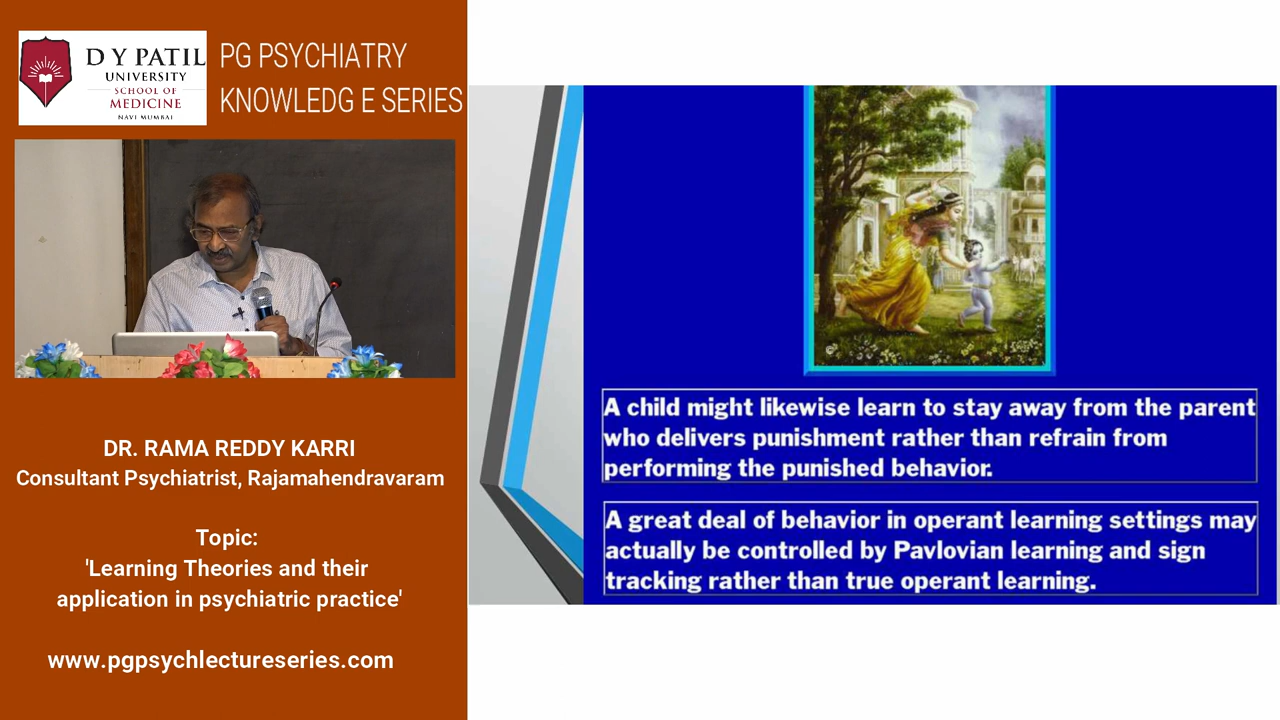 D Y PATIL
UNIVERSITY
SCHOOL OF
MEDICINE
NAVI MUMBAI
PG PSYCHIATRY
KNOWLEDG E SERIES
DR. RAMA REDDY KARRI
Consultant Psychiatrist, Rajamahendravaram
Topic:
'Learning Theories and their
application in psychiatric practice'
www.pgpsychlectureseries.com
A child might likewise learn to stay away from the parent
who delivers punishment rather than refrain from
performing the punished behavior.
A great deal of behavior in operant learning settings may
actually be controlled by Pavlovian learning and sign
tracking rather than true operant learning.